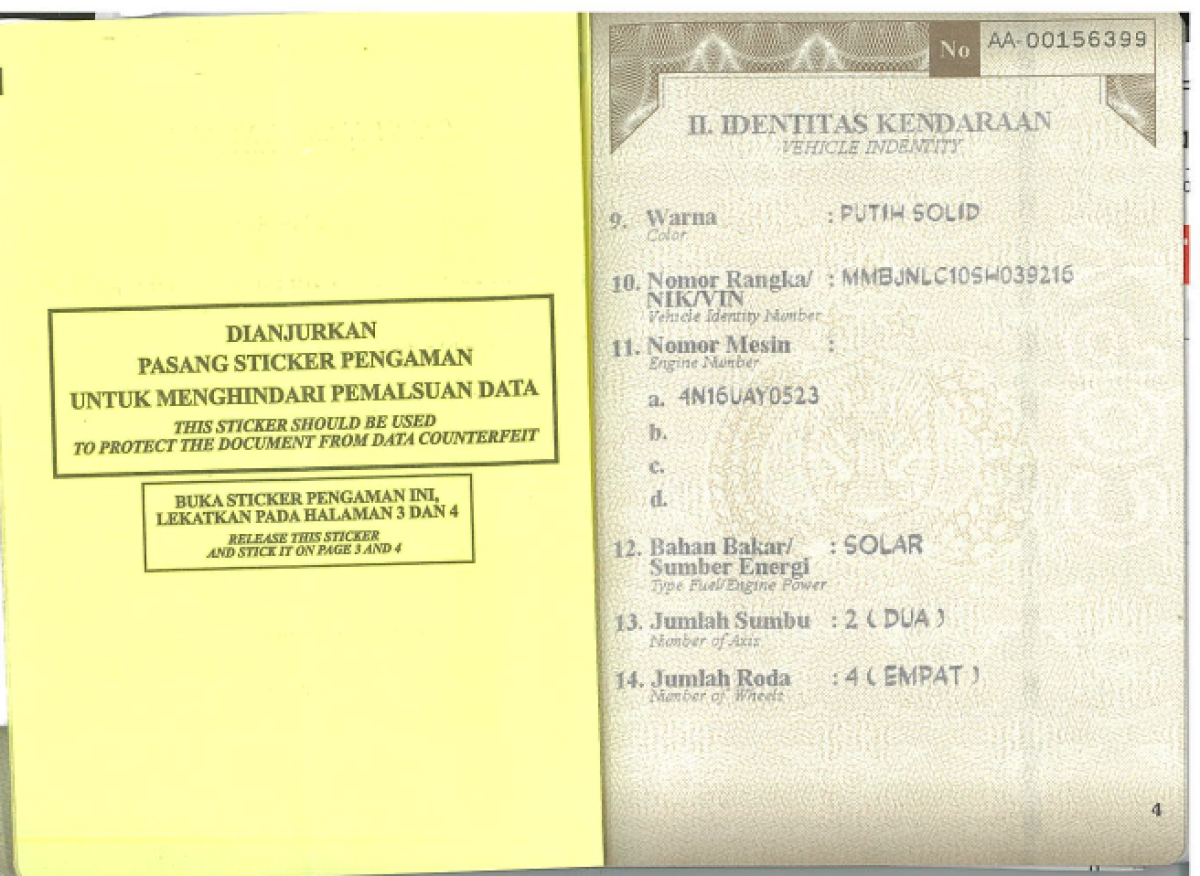 DIANJURKAN
PASANG STICKER PENGAMAN
UNTUK MENGHINDARI PEMALSUAN DATA
THIS STICKER SHOULD BE USED
TO PROTECT THE DOCUMENT FROM DATA COUNTERFEIT
BUKA STICKER PENGAMAN INI,
LEKATKAN PADA HALAMAN 3 DAN 4
RELEASE THIS STICKER
AND STICK IT ON PAGE 3 AND 4
No AA-00156399
II. IDENTITAS KENDARAAN
VEHICLE INDENTITY
9. Warna : PUTIH SOLID
Color
10. Nomor Rangka/ : MMBJNLC10SH039216
NIK/VIN
Vehicle Identity Number
11. Nomor Mesin :
Engine Number
a. 4N16UAY0523
b.
c.
d.
12. Bahan Bakar/ : SOLAR
Sumber Energi
Type Fuel/Engine Power
13. Jumlah Sumbu : 2 ( DUA )
Number of Axis
14. Jumlah Roda : 4 ( EMPAT )
Number of Wheels
4